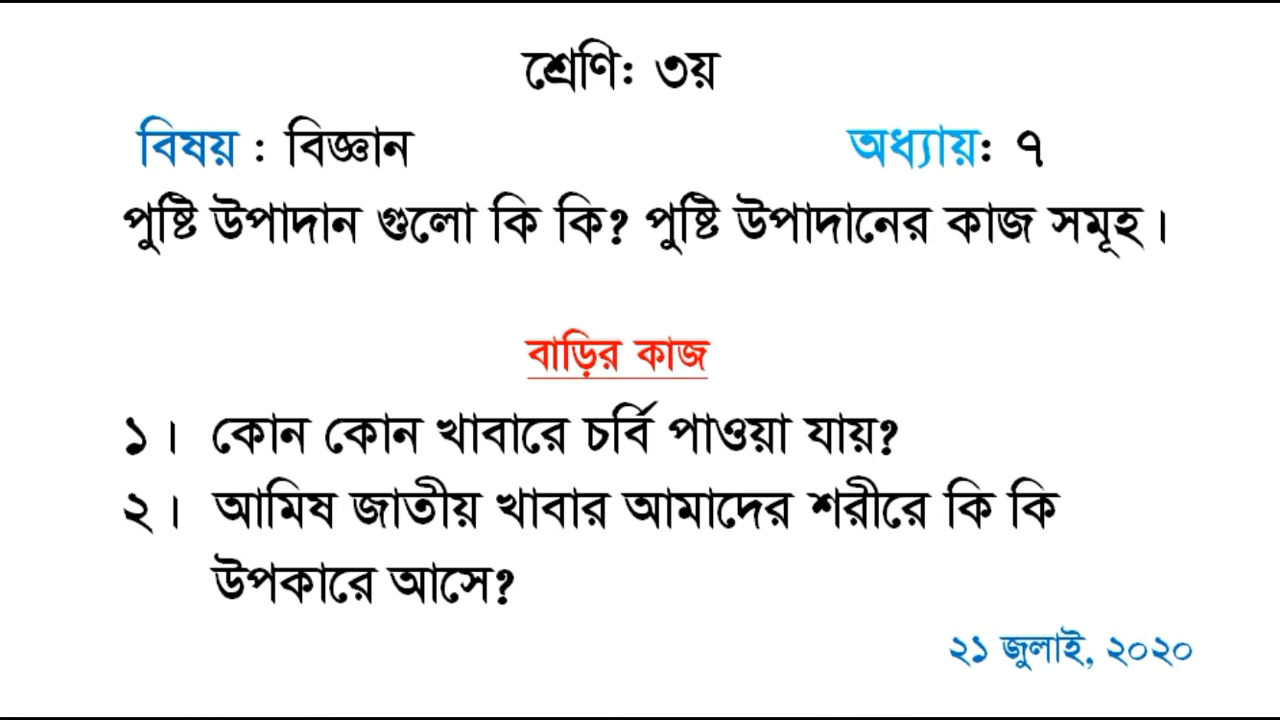 শ্রেণি: ৩য়
বিষয় : বিজ্ঞান অধ্যায়: ৭
পুষ্টি উপাদান গুলো কি কি? পুষ্টি উপাদানের কাজ সমূহ।
বাড়ির কাজ
১। কোন কোন খাবারে চর্বি পাওয়া যায়?
২। আমিষ জাতীয় খাবার আমাদের শরীরে কি কি
উপকারে আসে?
২১ জুলাই, ২০২০